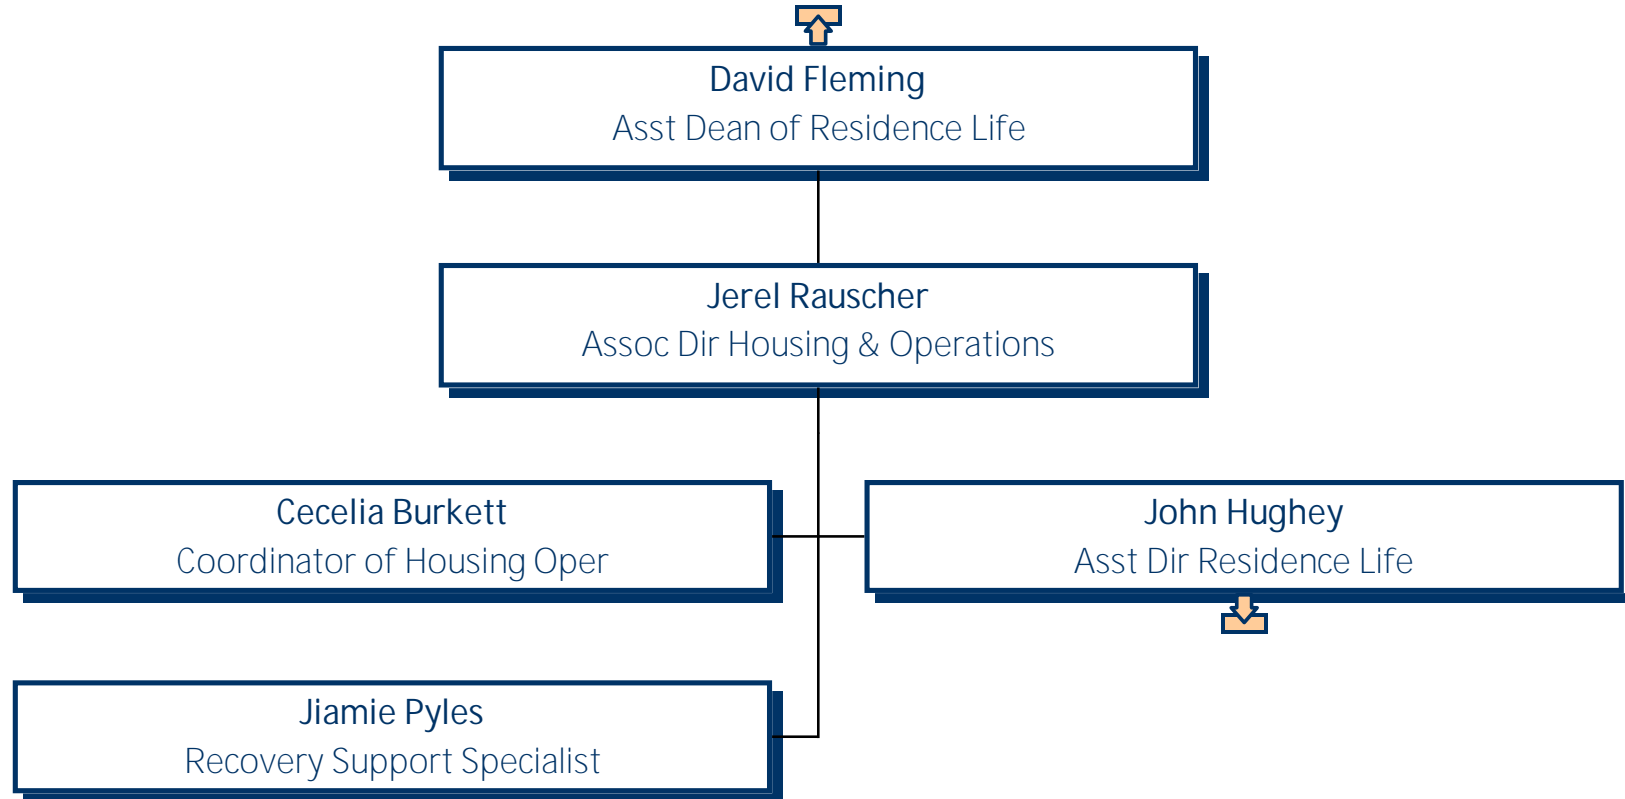 David Fleming
Asst Dean of Residence Life
Jerel Rauscher
Assoc Dir Housing & Operations
Cecelia Burkett
Coordinator of Housing Oper
John Hughey
Asst Dir Residence Life
Jiamie Pyles
Recovery Support Specialist